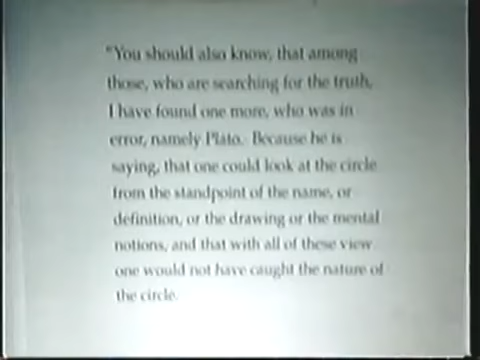 "You should also know, that among
those, who are searching for the truth,
I have found one more, who was in
error, namely Plato. Because he is
saying, that one could look at the circle
from the standpoint of the name, or
definition, or the drawing or the mental
notions, and that with all of these view
one would not have caught the nature of
the circle.